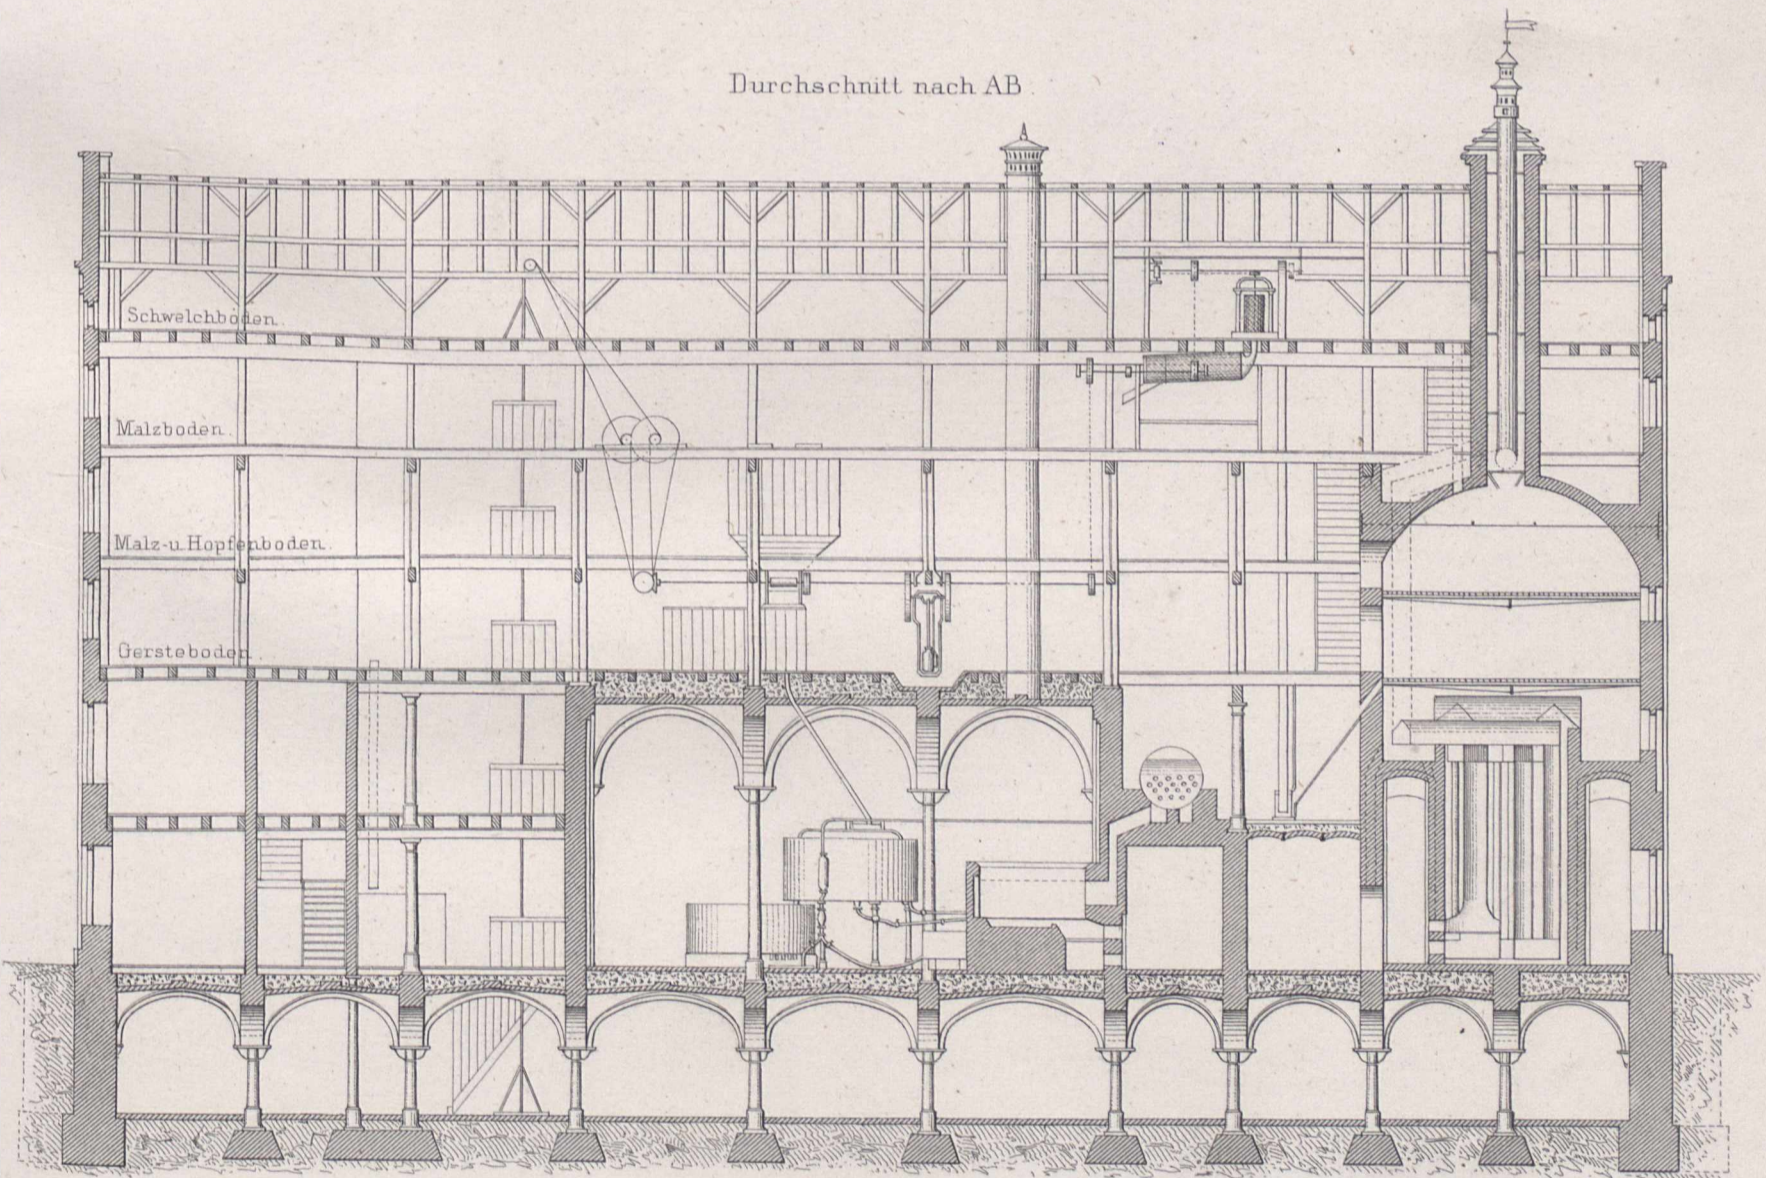 Durchschnitt nach AB.
Schwelchboden.
Malzboden.
Malz-u. Hopfenboden.
Gersteboden.